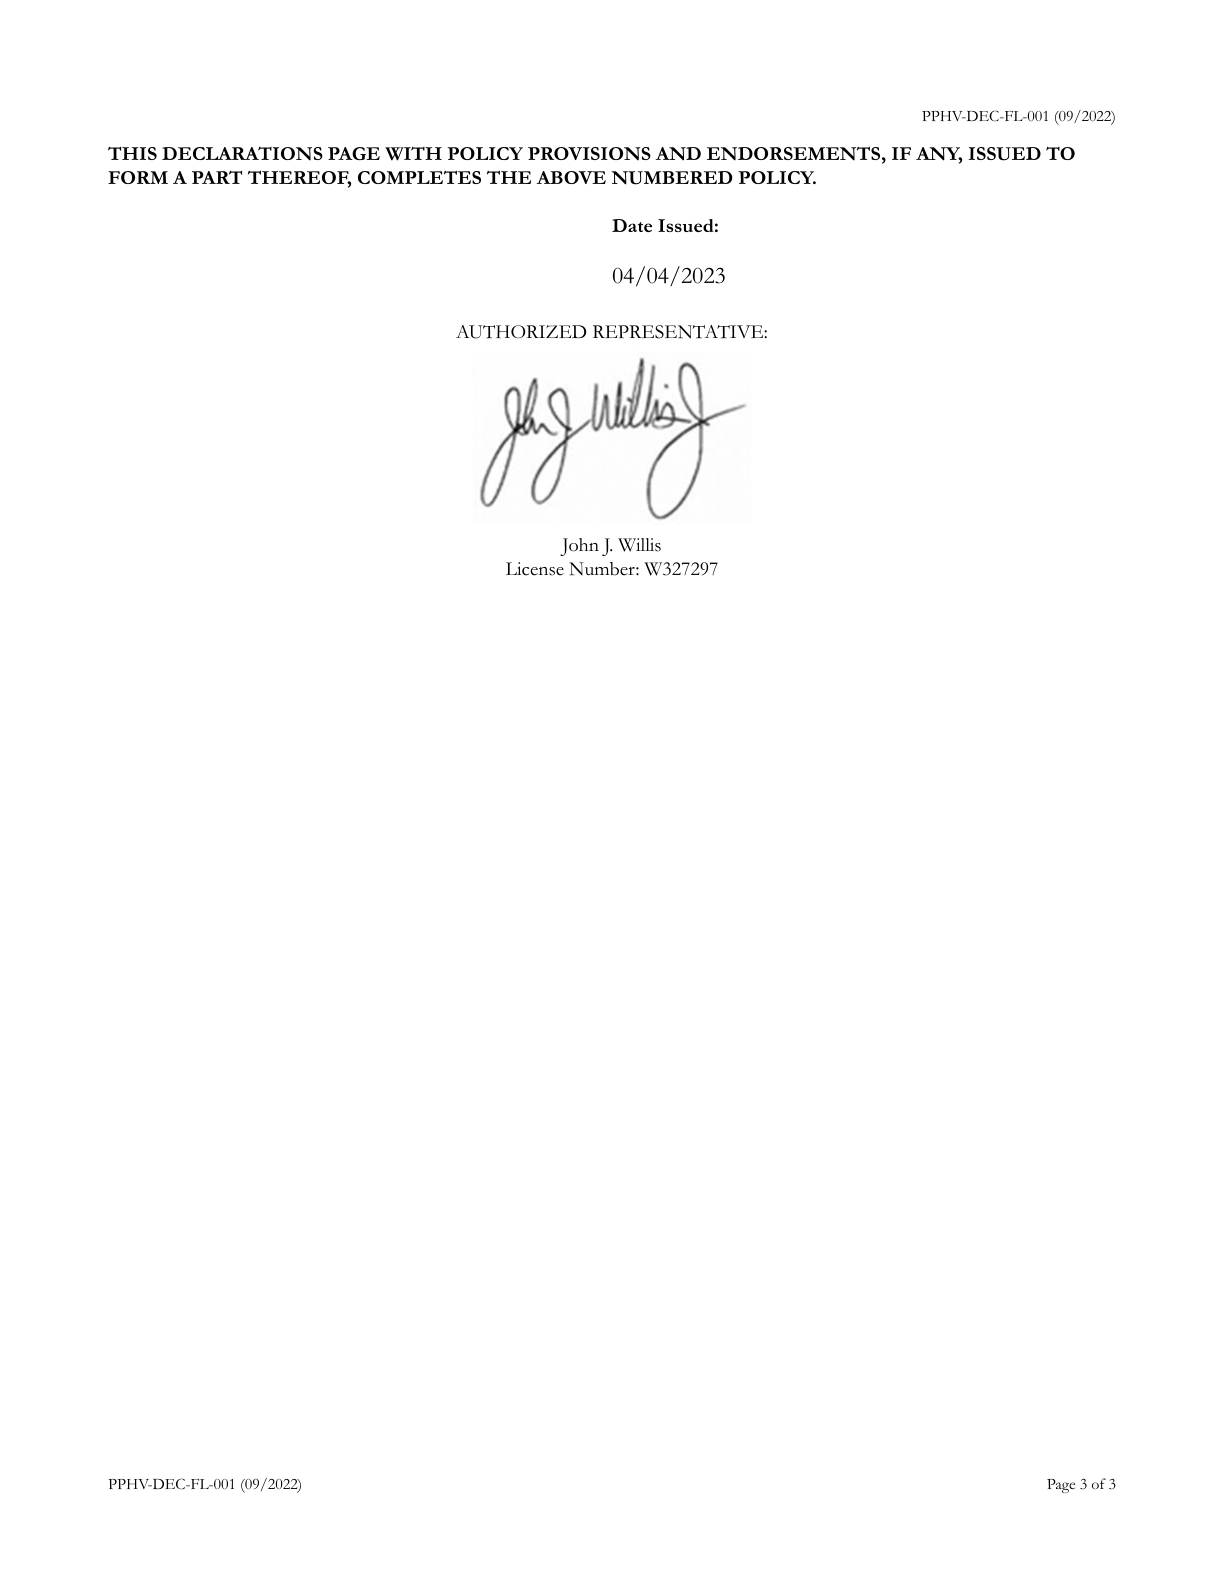 PPHV-DEC-FL-001 (09/2022)
THIS DECLARATIONS PAGE WITH POLICY PROVISIONS AND ENDORSEMENTS, IF ANY, ISSUED TO
FORM A PART THEREOF, COMPLETES THE ABOVE NUMBERED POLICY.
Date Issued:
04/04/2023
AUTHORIZED REPRESENTATIVE:
John J Willis J
John J. Willis
License Number: W327297
PPHV-DEC-FL-001 (09/2022) Page 3 of 3